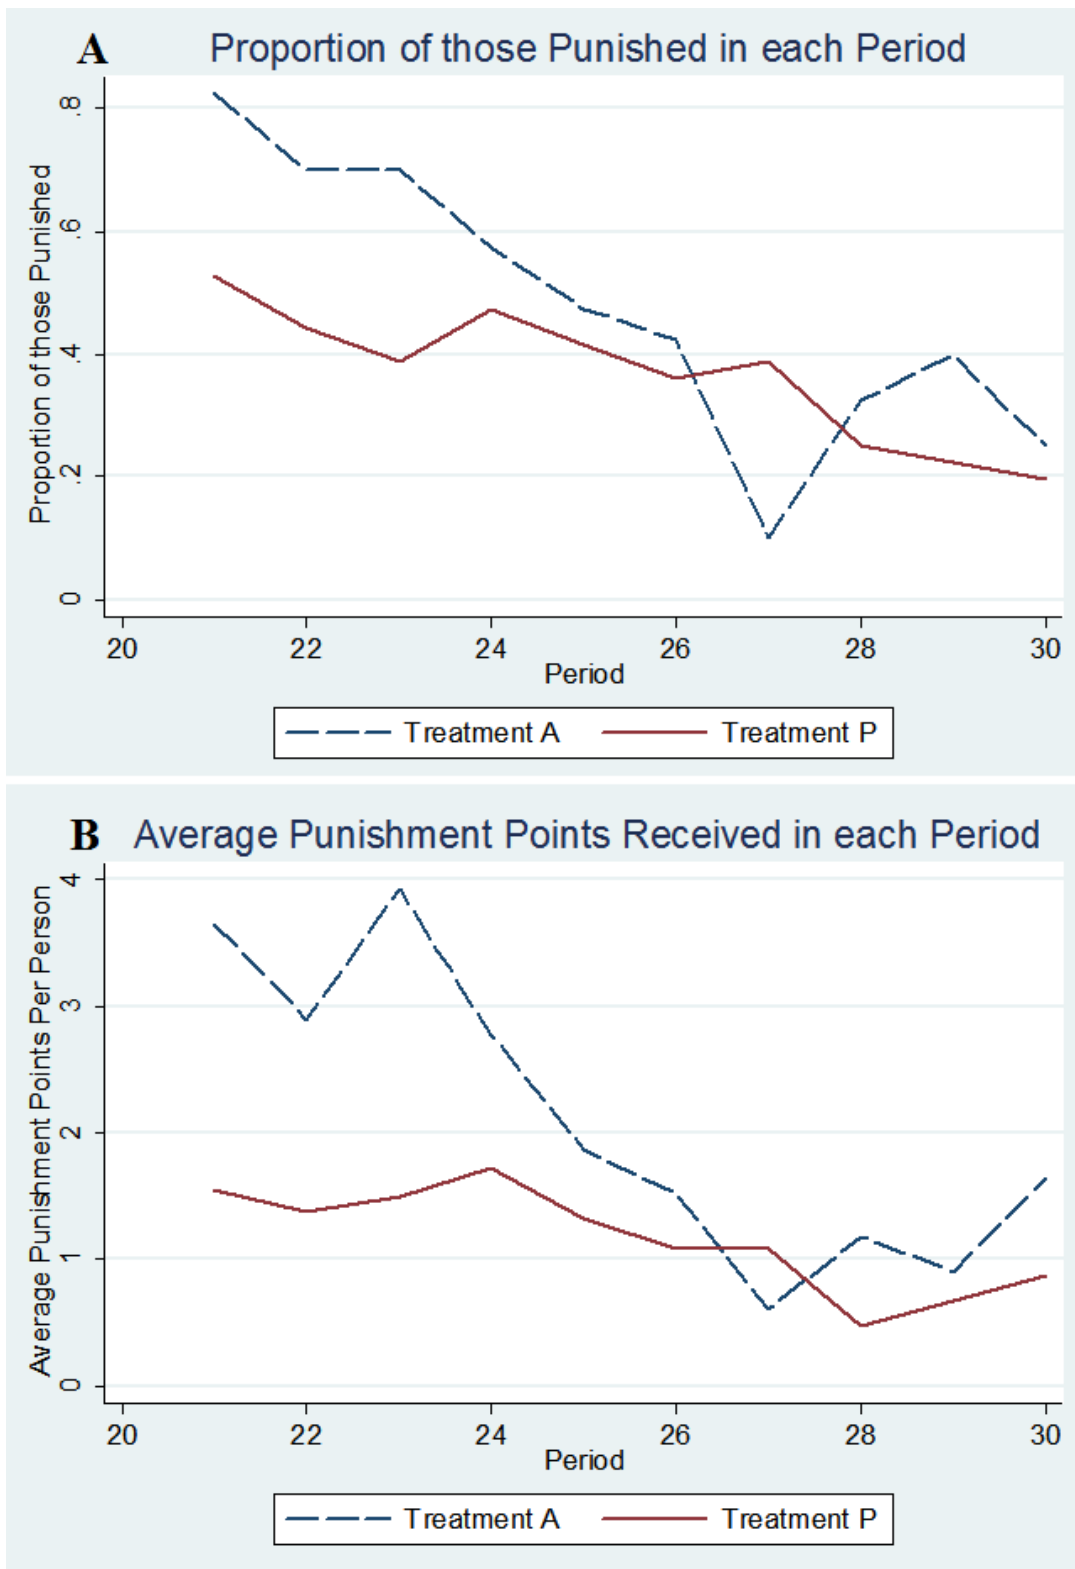 A Proportion of those Punished in each Period
Proportion of those Punished
.8
.6
.4
.2
0
20 22 24 26 28 30
Period
Treatment A Treatment P
B Average Punishment Points Received in each Period
Average Punishment Points Per Person
4
3
2
1
0
20 22 24 26 28 30
Period
Treatment A Treatment P